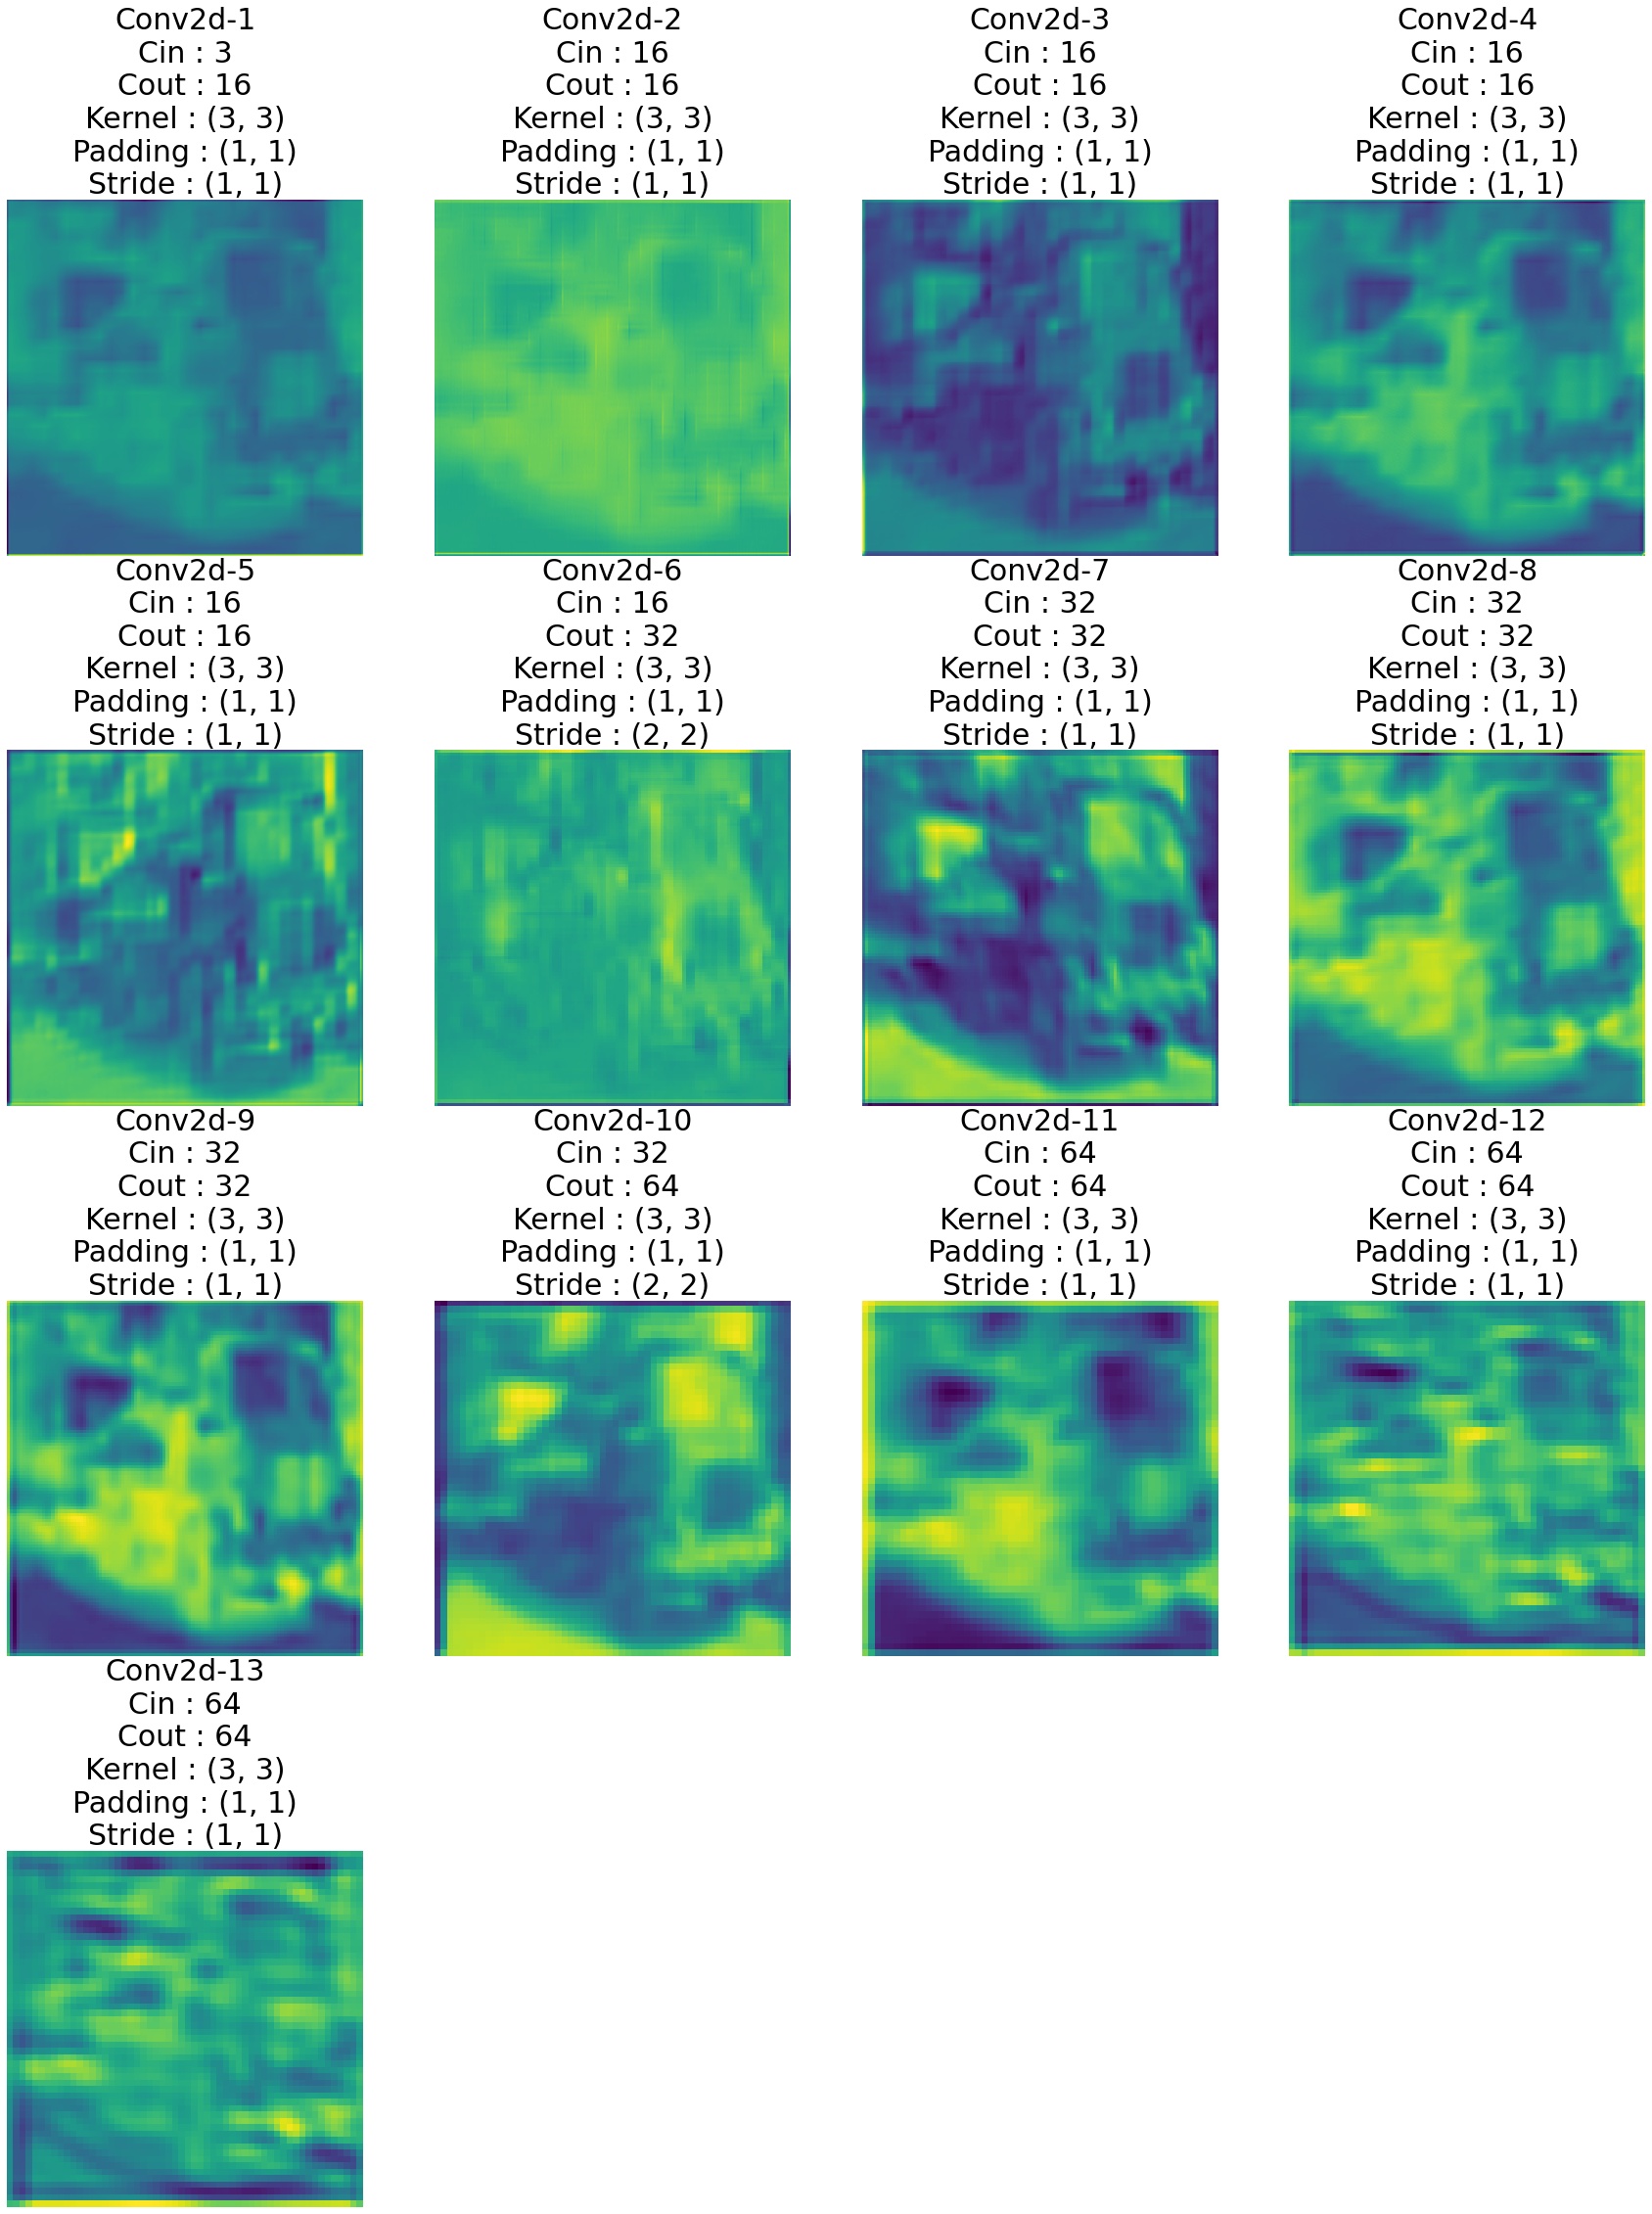 Conv2d-1
Cin : 3
Cout : 16
Kernel : (3, 3)
Padding : (1, 1)
Stride : (1, 1)
Conv2d-2
Cin : 16
Cout : 16
Kernel : (3, 3)
Padding : (1, 1)
Stride : (1, 1)
Conv2d-3
Cin : 16
Cout : 16
Kernel : (3, 3)
Padding : (1, 1)
Stride : (1, 1)
Conv2d-4
Cin : 16
Cout : 16
Kernel : (3, 3)
Padding : (1, 1)
Stride : (1, 1)
Conv2d-5
Cin : 16
Cout : 16
Kernel : (3, 3)
Padding : (1, 1)
Stride : (1, 1)
Conv2d-6
Cin : 16
Cout : 32
Kernel : (3, 3)
Padding : (1, 1)
Stride : (2, 2)
Conv2d-7
Cin : 32
Cout : 32
Kernel : (3, 3)
Padding : (1, 1)
Stride : (1, 1)
Conv2d-8
Cin : 32
Cout : 32
Kernel : (3, 3)
Padding : (1, 1)
Stride : (1, 1)
Conv2d-9
Cin : 32
Cout : 32
Kernel : (3, 3)
Padding : (1, 1)
Stride : (1, 1)
Conv2d-10
Cin : 32
Cout : 64
Kernel : (3, 3)
Padding : (1, 1)
Stride : (2, 2)
Conv2d-11
Cin : 64
Cout : 64
Kernel : (3, 3)
Padding : (1, 1)
Stride : (1, 1)
Conv2d-12
Cin : 64
Cout : 64
Kernel : (3, 3)
Padding : (1, 1)
Stride : (1, 1)
Conv2d-13
Cin : 64
Cout : 64
Kernel : (3, 3)
Padding : (1, 1)
Stride : (1, 1)